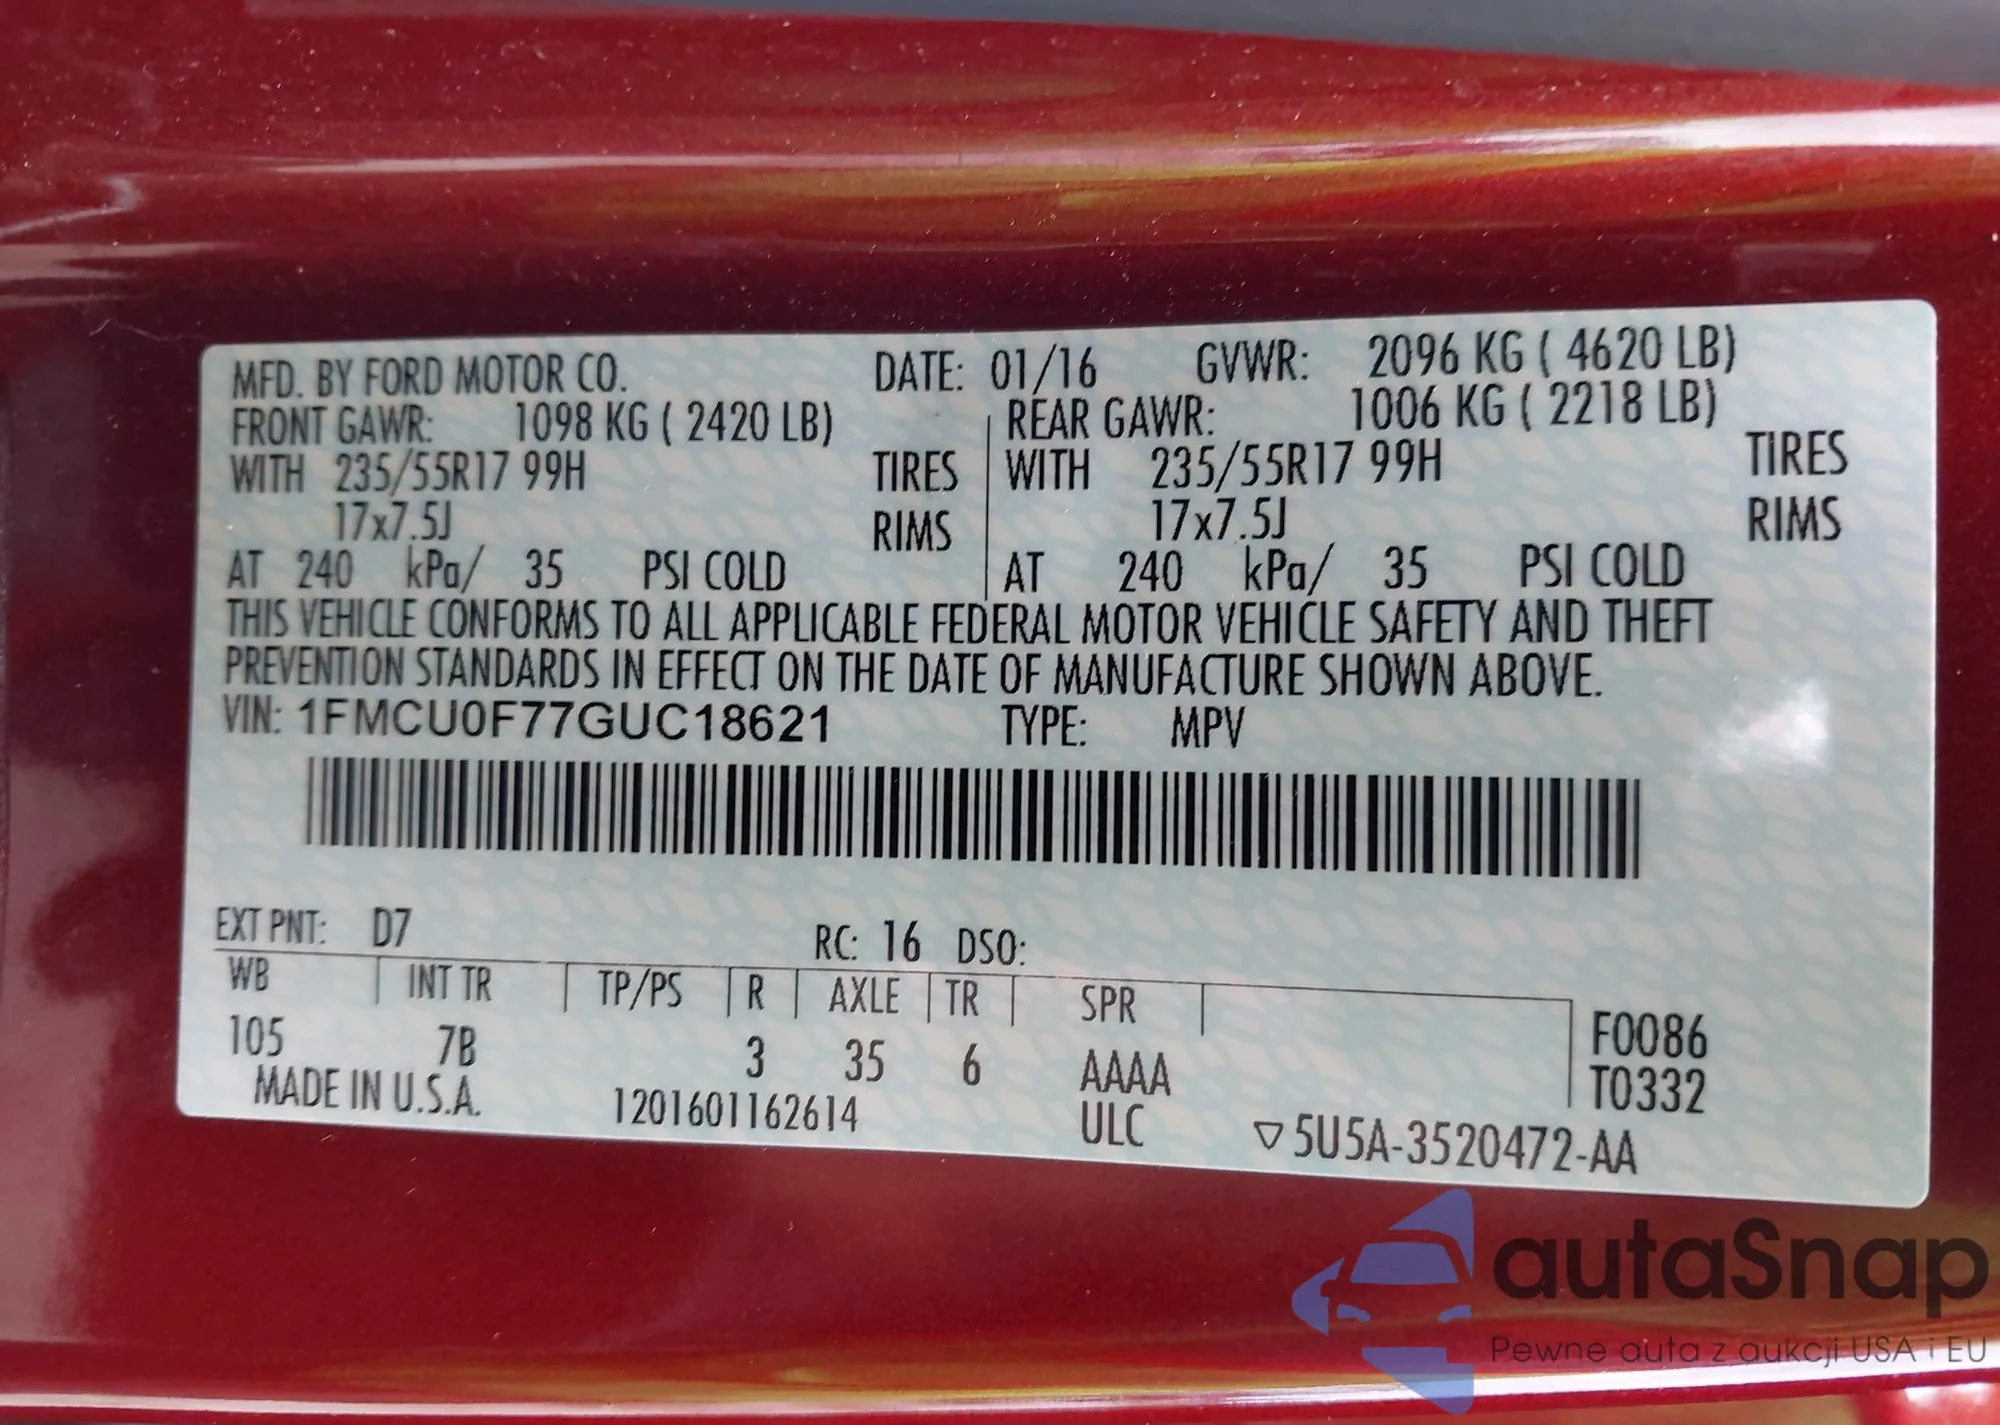 MFD. BY FORD MOTOR CO. DATE: 01/16 GVWR: 2096 KG ( 4620 LB)
FRONT GAWR: 1098 KG ( 2420 LB) REAR GAWR: 1006 KG ( 2218 LB)
WITH 235/55R17 99H TIRES WITH 235/55R17 99H TIRES
17x7.5J RIMS 17x7.5J RIMS
AT 240 kPa/ 35 PSI COLD AT 240 kPa/ 35 PSI COLD
THIS VEHICLE CONFORMS TO ALL APPLICABLE FEDERAL MOTOR VEHICLE SAFETY AND THEFT
PREVENTION STANDARDS IN EFFECT ON THE DATE OF MANUFACTURE SHOWN ABOVE.
VIN: 1FMCU0F77GUC18621 TYPE: MPV
EXT PNT: D7 RC: 16 DSO:
WB INT TR TP/PS R AXLE TR SPR
105 7B 3 35 6 AAAA F0086
MADE IN U.S.A. 1201601162614 ULC T0332
▽5U5A-3520472-AA
autaSnap
Pewne auta z aukcji USA i EU